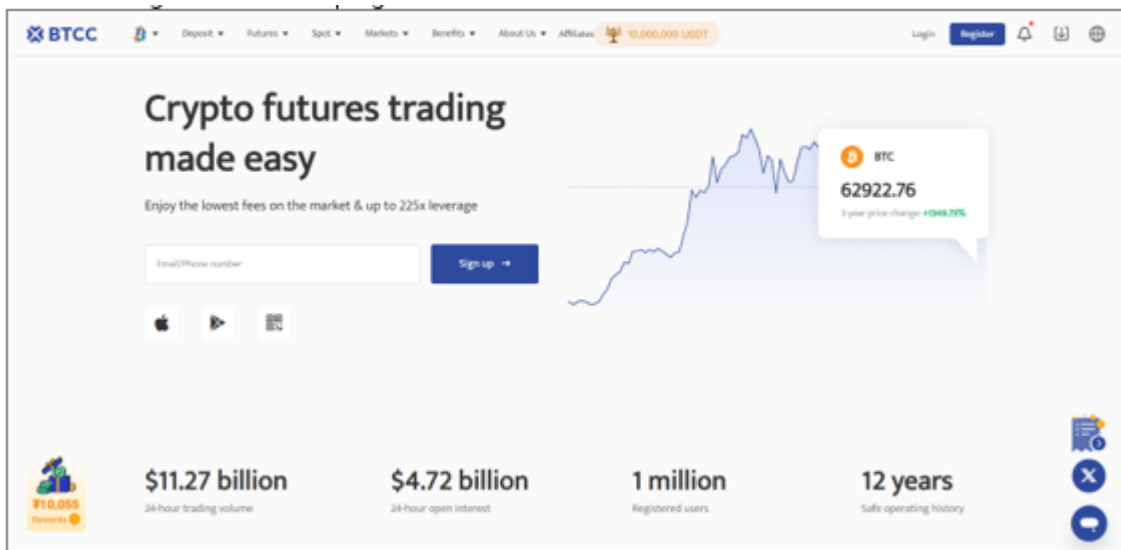 BTCC
Deposit Futures Spot Markets Benefits About Us Affiliates 10,000,000 USDT Login Register
Crypto futures trading
made easy
Enjoy the lowest fees on the market & up to 225x leverage
Email/Phone number
Sign up →
BTC
62922.76
3-year price change: +1349.73%
$11.27 billion
24-hour trading volume
$4.72 billion
24-hour open interest
1 million
Registered users
12 years
Safe operating history
₮10,055
Rewards